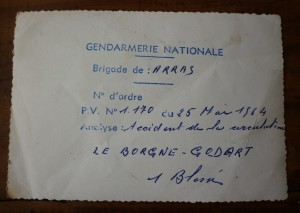 GENDARMERIE NATIONALE
Brigade de : ARRAS
N° d'ordre
P.V. N° 1.170 du 25 Mai 1964
Analyse : Accident de la circulation
LE BORGNE - GODART
1 Blessé